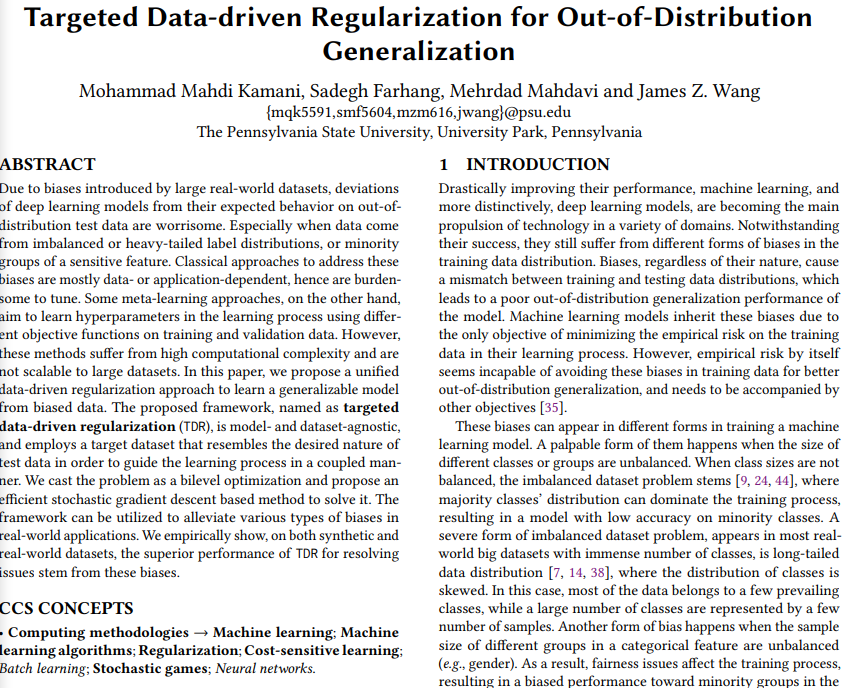 Targeted Data-driven Regularization for Out-of-Distribution
Generalization
Mohammad Mahdi Kamani, Sadegh Farhang, Mehrdad Mahdavi and James Z. Wang
{mqk5591,smf5604,mzm616,jwang}@psu.edu
The Pennsylvania State University, University Park, Pennsylvania
ABSTRACT
Due to biases introduced by large real-world datasets, deviations
of deep learning models from their expected behavior on out-of-
distribution test data are worrisome. Especially when data come
from imbalanced or heavy-tailed label distributions, or minority
groups of a sensitive feature. Classical approaches to address these
biases are mostly data- or application-dependent, hence are burden-
some to tune. Some meta-learning approaches, on the other hand,
aim to learn hyperparameters in the learning process using differ-
ent objective functions on training and validation data. However,
these methods suffer from high computational complexity and are
not scalable to large datasets. In this paper, we propose a unified
data-driven regularization approach to learn a generalizable model
from biased data. The proposed framework, named as targeted
data-driven regularization (TDR), is model- and dataset-agnostic,
and employs a target dataset that resembles the desired nature of
test data in order to guide the learning process in a coupled man-
ner. We cast the problem as a bilevel optimization and propose an
efficient stochastic gradient descent based method to solve it. The
framework can be utilized to alleviate various types of biases in
real-world applications. We empirically show, on both synthetic and
real-world datasets, the superior performance of TDR for resolving
issues stem from these biases.
CCS CONCEPTS
• Computing methodologies → Machine learning; Machine
learning algorithms; Regularization; Cost-sensitive learning;
Batch learning; Stochastic games; Neural networks.
1 INTRODUCTION
Drastically improving their performance, machine learning, and
more distinctively, deep learning models, are becoming the main
propulsion of technology in a variety of domains. Notwithstanding
their success, they still suffer from different forms of biases in the
training data distribution. Biases, regardless of their nature, cause
a mismatch between training and testing data distributions, which
leads to a poor out-of-distribution generalization performance of
the model. Machine learning models inherit these biases due to
the only objective of minimizing the empirical risk on the training
data in their learning process. However, empirical risk by itself
seems incapable of avoiding these biases in training data for better
out-of-distribution generalization, and needs to be accompanied by
other objectives [35].
These biases can appear in different forms in training a machine
learning model. A palpable form of them happens when the size of
different classes or groups are unbalanced. When class sizes are not
balanced, the imbalanced dataset problem stems [9, 24, 44], where
majority classes' distribution can dominate the training process,
resulting in a model with low accuracy on minority classes. A
severe form of imbalanced dataset problem, appears in most real-
world big datasets with immense number of classes, is long-tailed
data distribution [7, 14, 38], where the distribution of classes is
skewed. In this case, most of the data belongs to a few prevailing
classes, while a large number of classes are represented by a few
number of samples. Another form of bias happens when the sample
size of different groups in a categorical feature are unbalanced
(e.g., gender). As a result, fairness issues affect the training process,
resulting in a biased performance toward minority groups in the